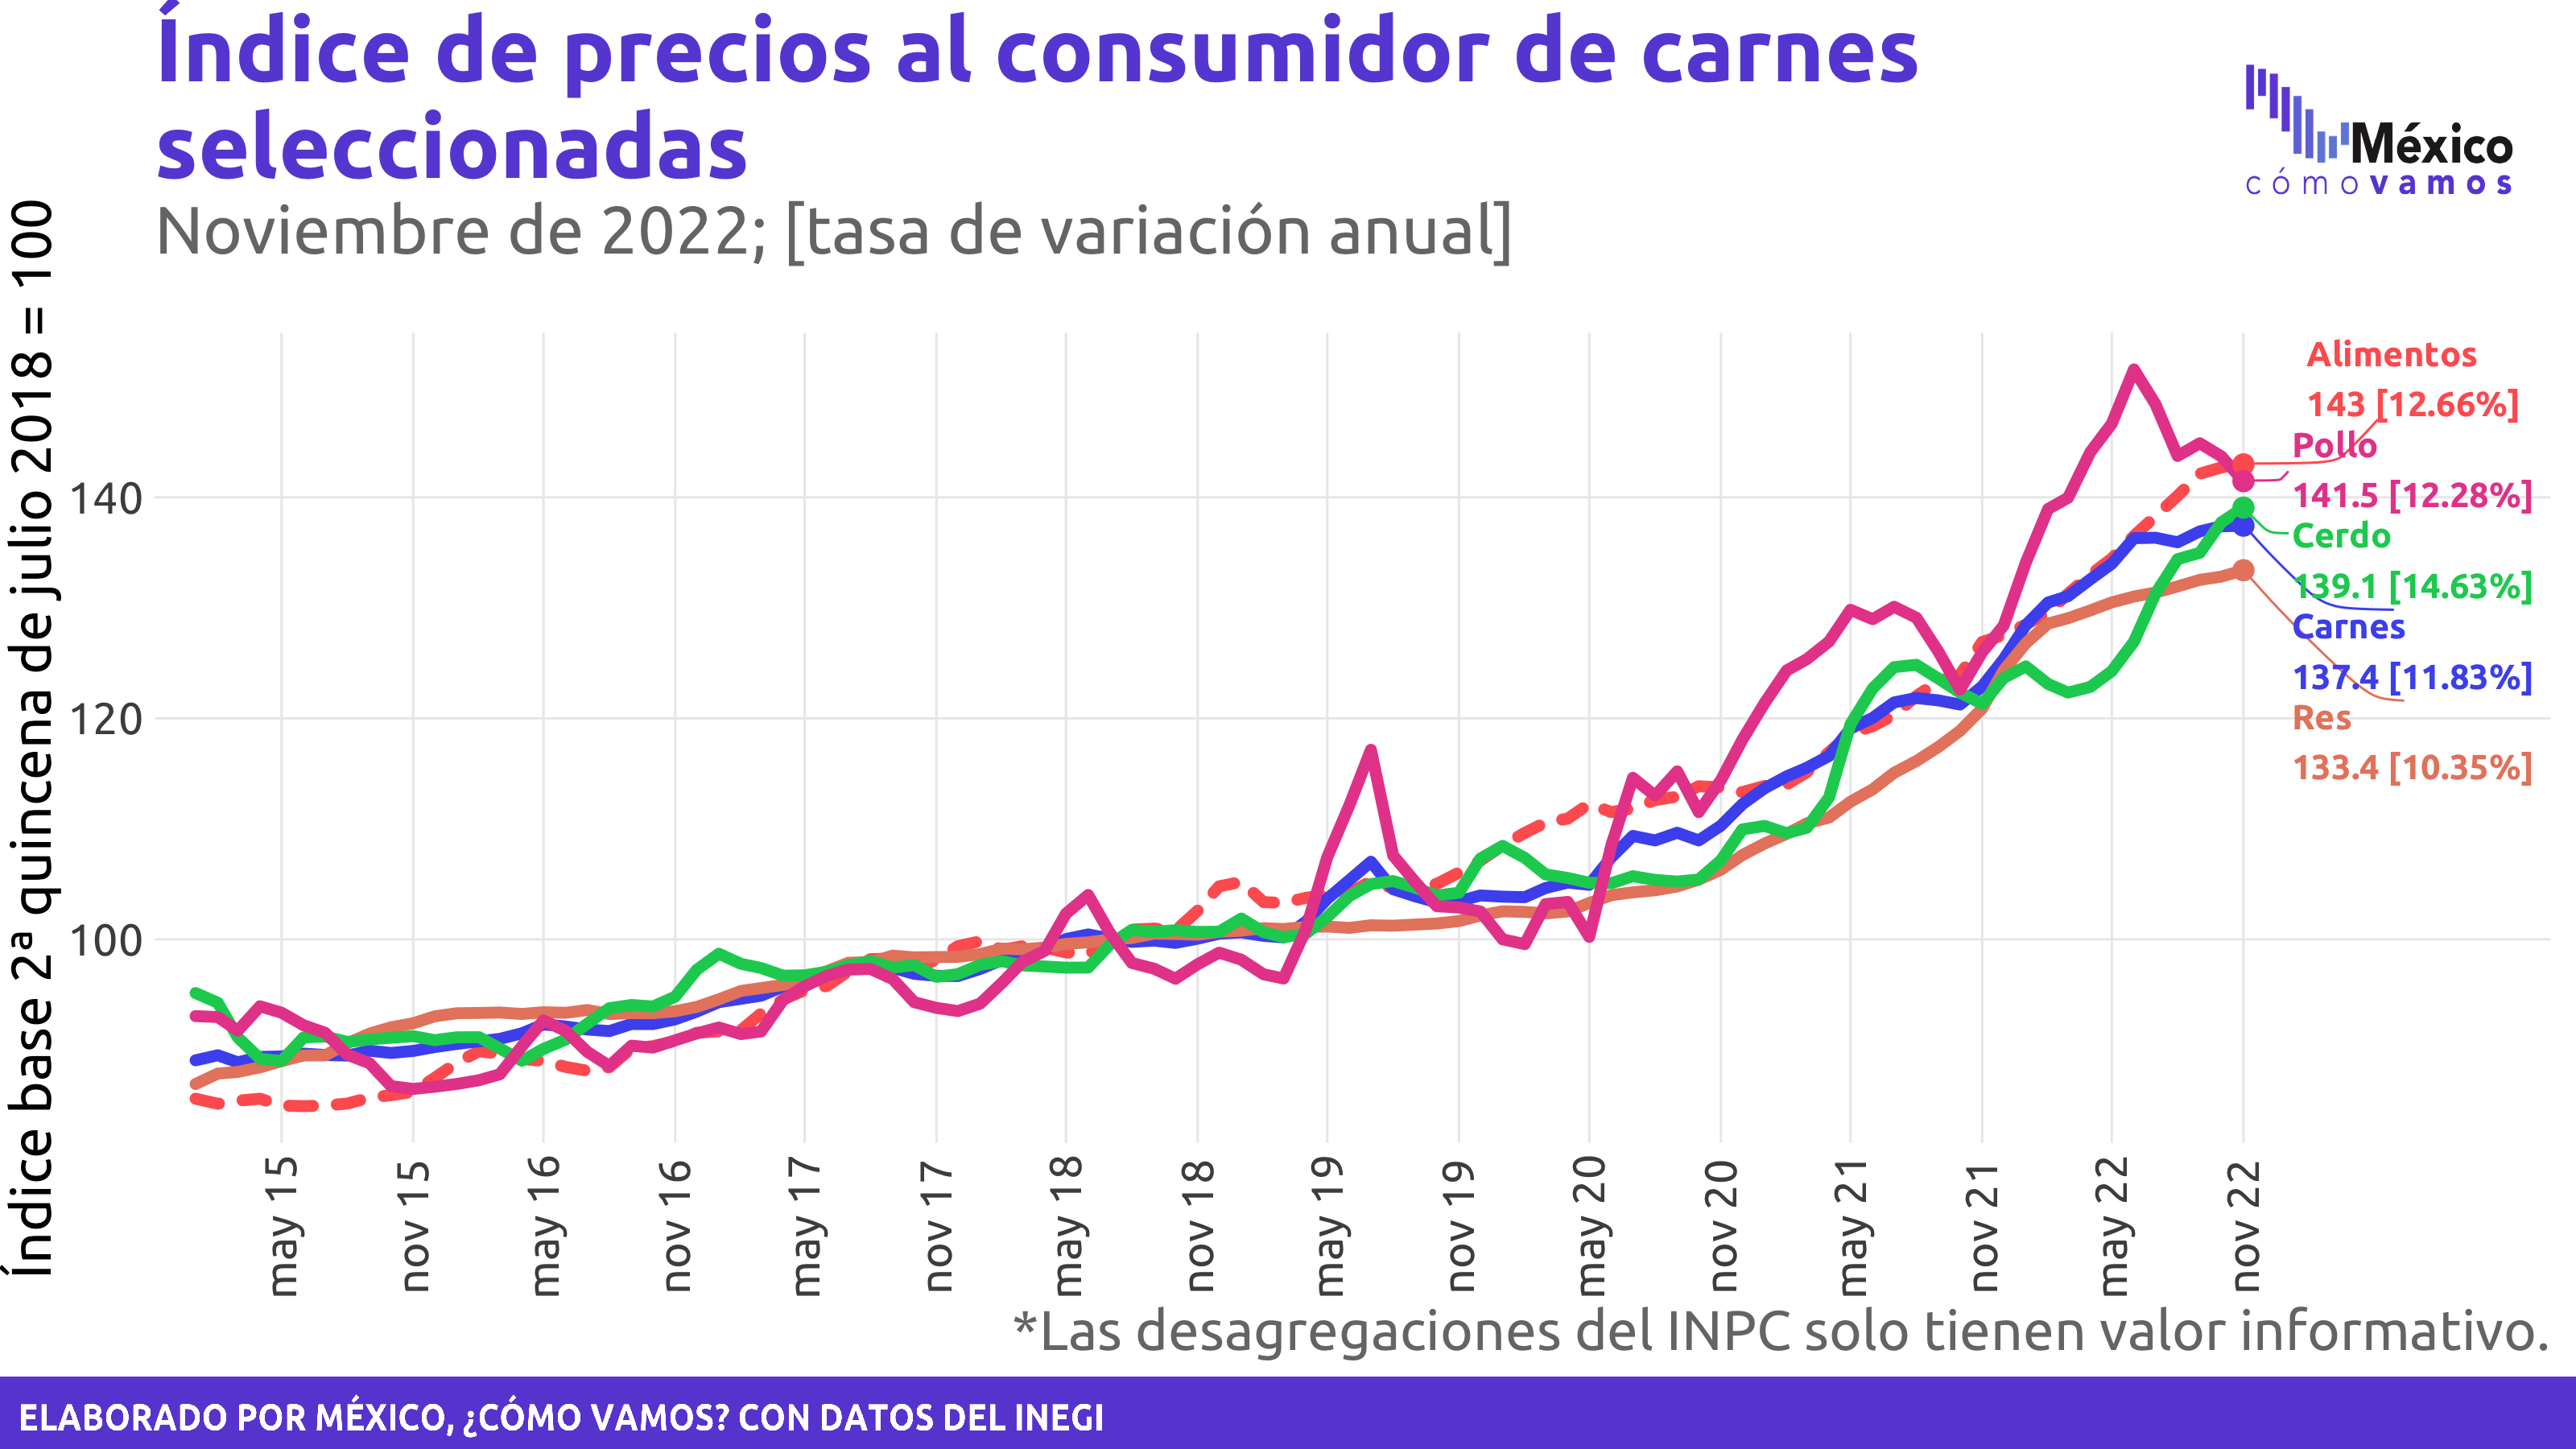 Índice de precios al consumidor de carnes
seleccionadas
Noviembre de 2022; [tasa de variación anual]
México
cómovamos
Índice base 2ª quincena de julio 2018 = 100
140
120
100
Alimentos
143 [12.66%]
Pollo
141.5 [12.28%]
Cerdo
139.1 [14.63%]
Carnes
137.4 [11.83%]
Res
133.4 [10.35%]
may 15
nov 15
may 16
nov 16
may 17
nov 17
may 18
nov 18
may 19
nov 19
may 20
nov 20
may 21
nov 21
may 22
nov 22
*Las desagregaciones del INPC solo tienen valor informativo.
ELABORADO POR MÉXICO, ¿CÓMO VAMOS? CON DATOS DEL INEGI